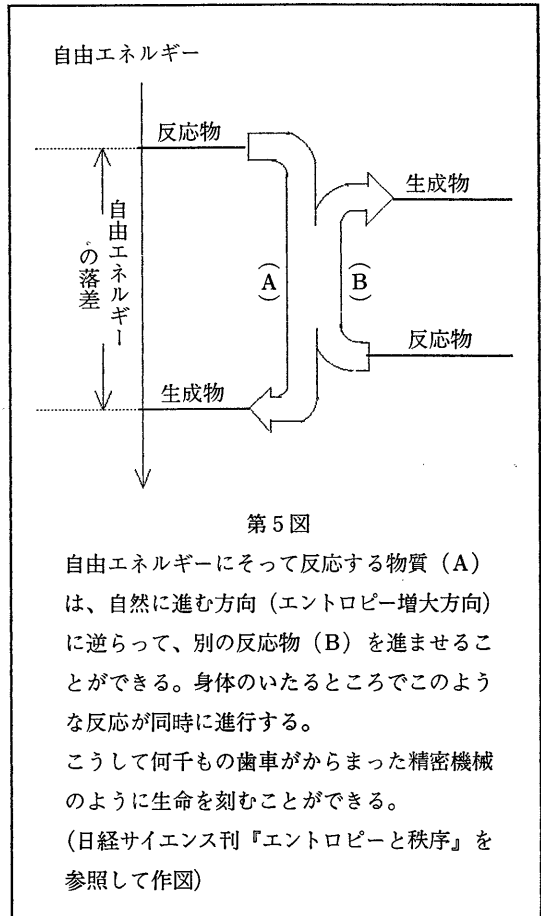 自由エネルギー
反応物
生成物
自由エネルギー
の落差
(A)
(B)
反応物
生成物
第5図
自由エネルギーにそって反応する物質（A）
は、自然に進む方向（エントロピー増大方向）
に逆らって、別の反応物（B）を進ませるこ
とができる。身体のいたるところでこのよう
な反応が同時に進行する。
こうして何千もの歯車がからまった精密機械
のように生命を刻むことができる。
（日経サイエンス刊『エントロピーと秩序』を
参照して作図）